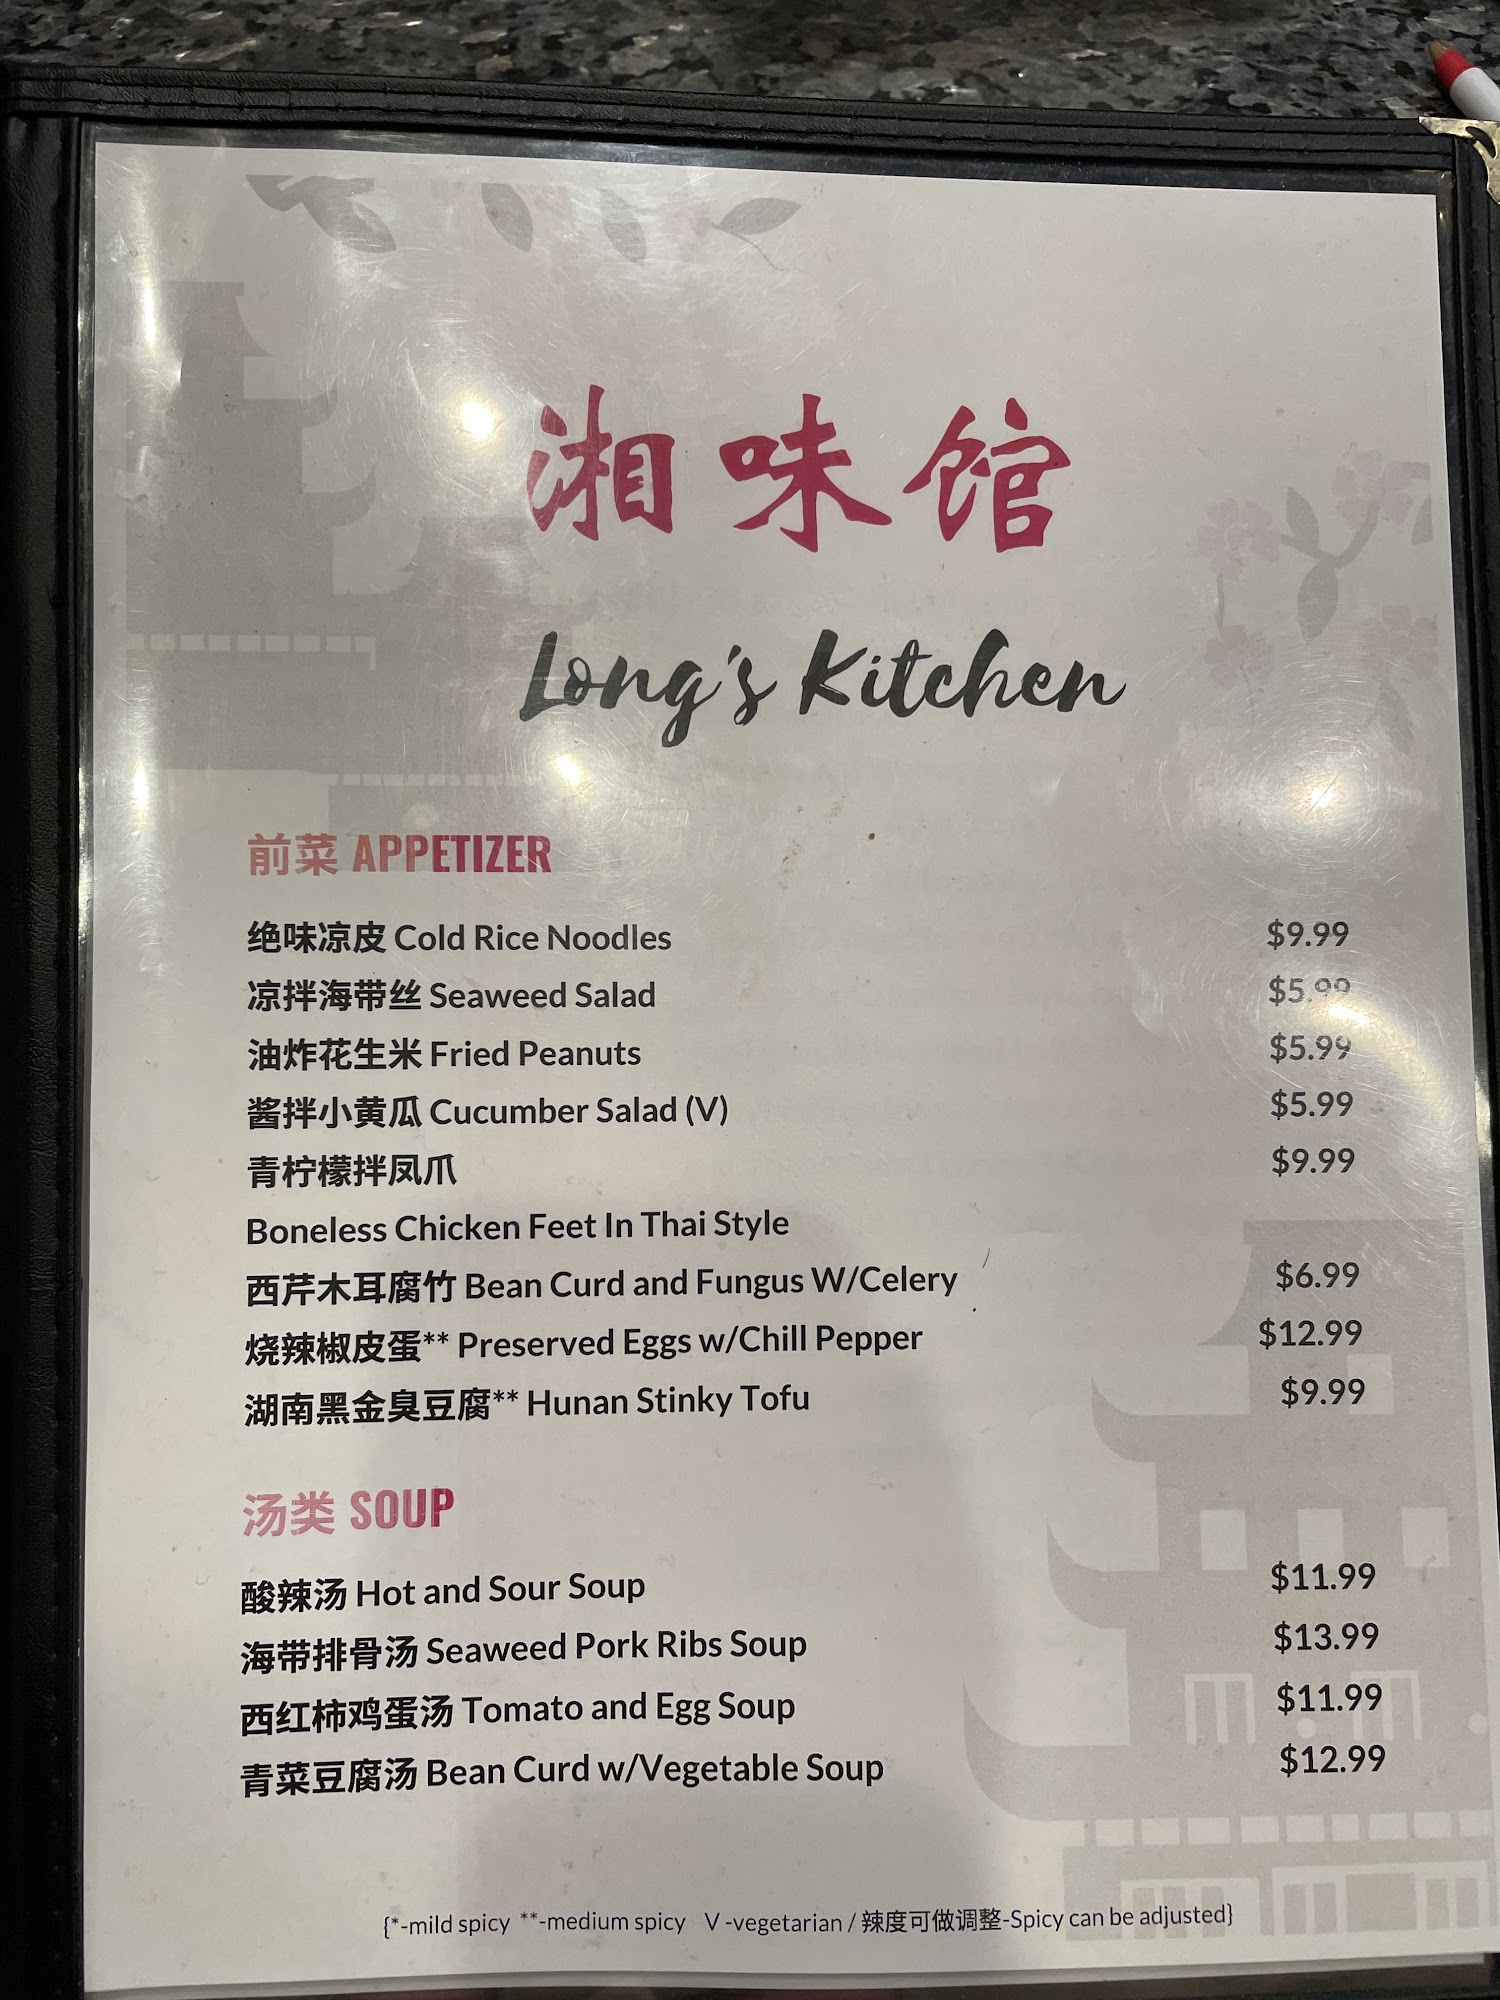 湘味馆
Long's Kitchen
前菜 APPETIZER
绝味凉皮 Cold Rice Noodles $9.99
凉拌海带丝 Seaweed Salad $5.99
油炸花生米 Fried Peanuts $5.99
酱拌小黄瓜 Cucumber Salad (V) $5.99
青柠檬拌凤爪 $9.99
Boneless Chicken Feet In Thai Style
西芹木耳腐竹 Bean Curd and Fungus W/Celery $6.99
烧辣椒皮蛋** Preserved Eggs w/Chill Pepper $12.99
湖南黑金臭豆腐** Hunan Stinky Tofu $9.99
汤类 SOUP
酸辣汤 Hot and Sour Soup $11.99
海带排骨汤 Seaweed Pork Ribs Soup $13.99
西红柿鸡蛋汤 Tomato and Egg Soup $11.99
青菜豆腐汤 Bean Curd w/Vegetable Soup $12.99
{*-mild spicy **-medium spicy V -vegetarian / 辣度可做调整-Spicy can be adjusted}